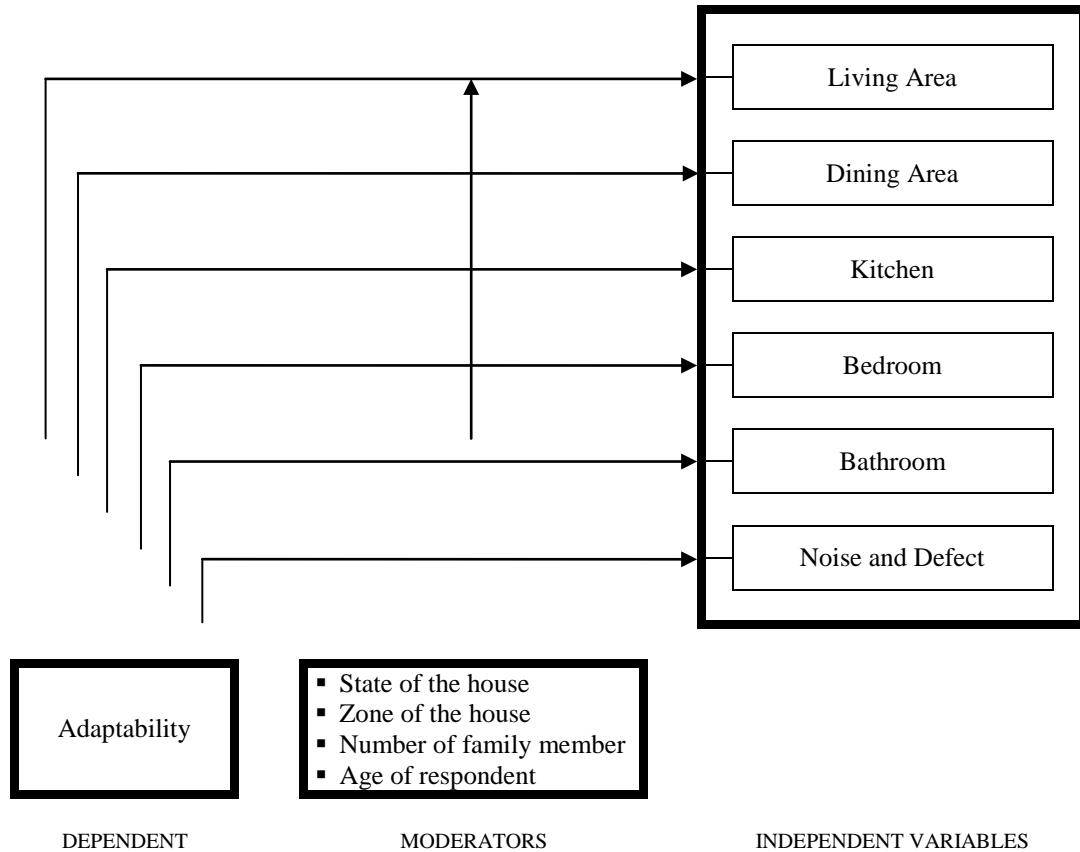 Living Area
Dining Area
Kitchen
Bedroom
Bathroom
Noise and Defect
Adaptability
▪ State of the house
▪ Zone of the house
▪ Number of family member
▪ Age of respondent
DEPENDENT
MODERATORS
INDEPENDENT VARIABLES